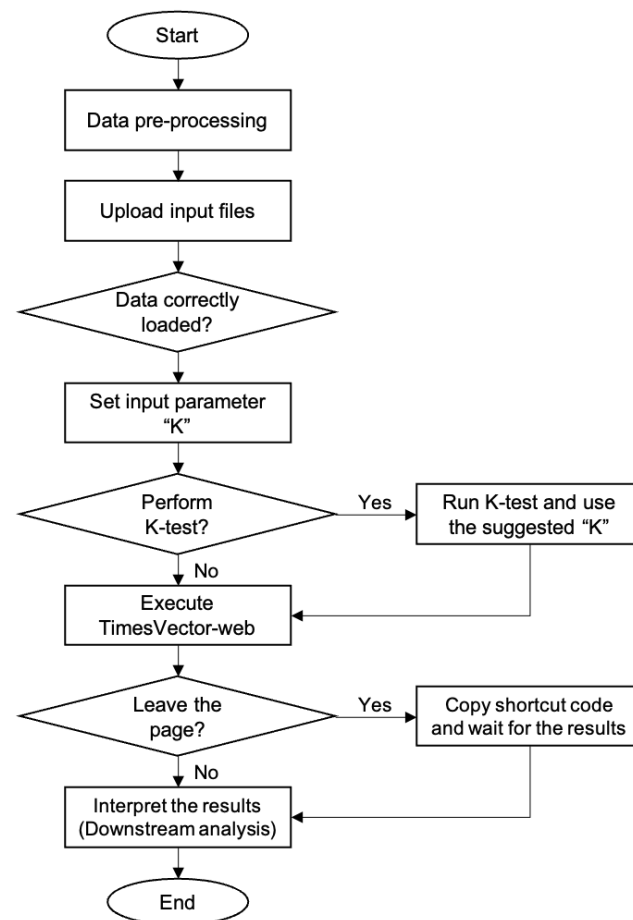 Start
Data pre-processing
Upload input files
Data correctly
loaded?
Set input parameter
“K”
Perform
K-test?
Yes
Run K-test and use
the suggested “K”
No
Execute
TimesVector-web
Leave the
page?
Yes
Copy shortcut code
and wait for the results
No
Interpret the results
(Downstream analysis)
End